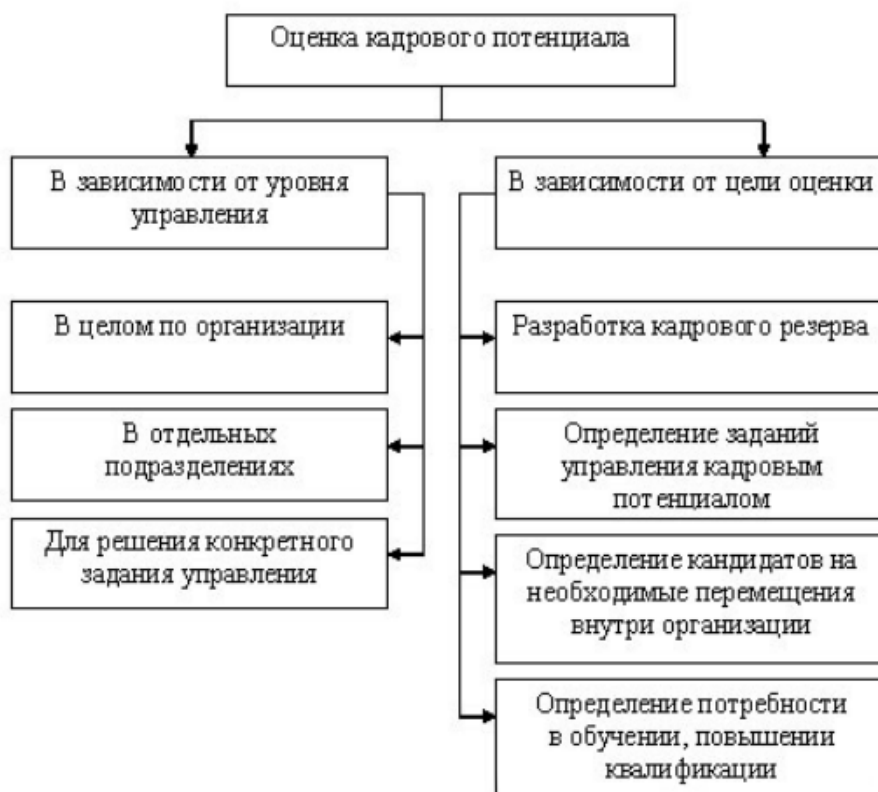 Оценка кадрового потенциала
В зависимости от уровня
управления
В целом по организации
В отдельных
подразделениях
Для решения конкретного
задания управления
В зависимости от цели оценки
Разработка кадрового резерва
Определение заданий
управления кадровым
потенциалом
Определение кандидатов на
необходимые перемещения
внутри организации
Определение потребности
в обучении, повышении
квалификации